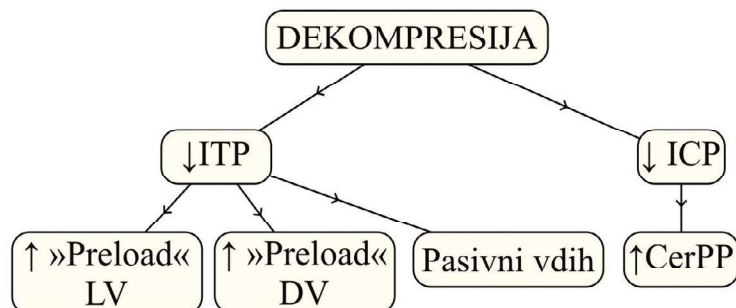 DEKOMPRESIJA
↓ITP
↓ ICP
↑ »Preload«
LV
↑ »Preload«
DV
Pasivni vdih
↑CerPP